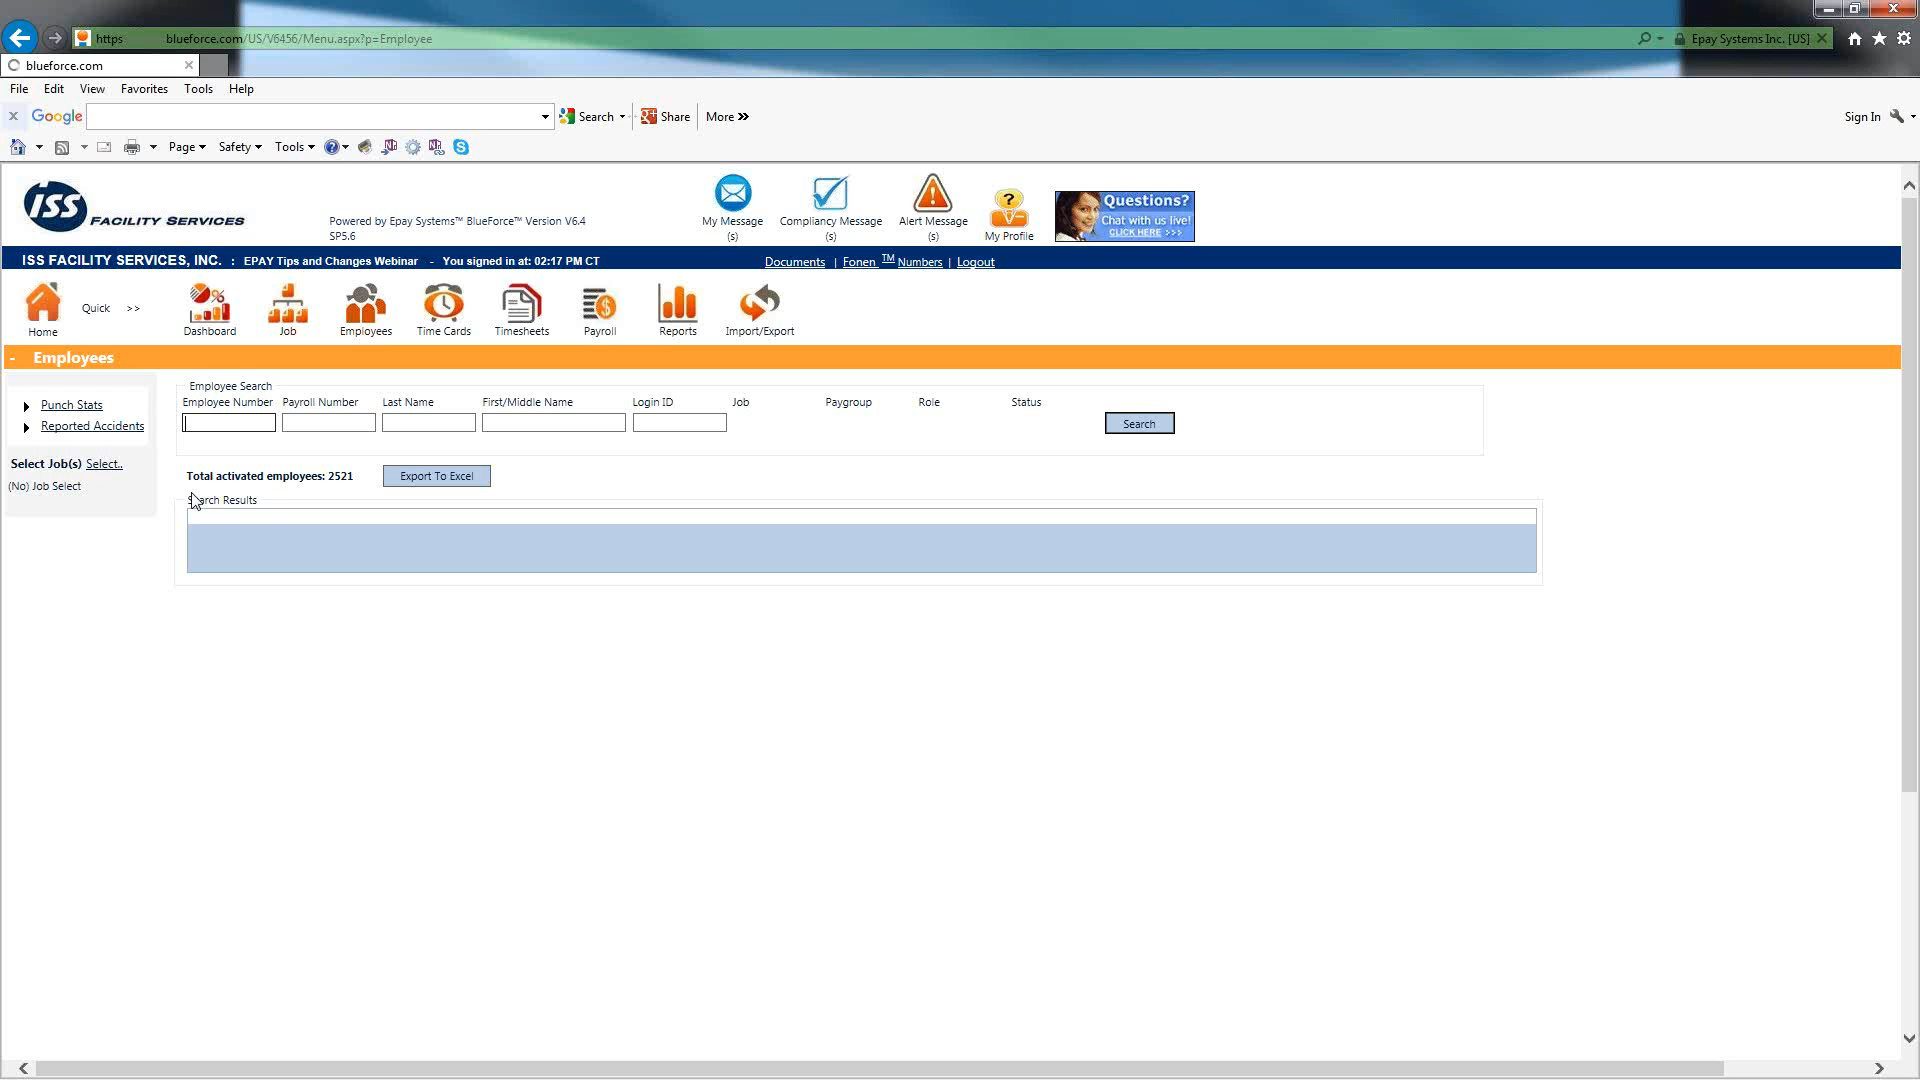 https blueforce.com/US/V6456/Menu.aspx?p=Employee Epay Systems Inc. [US]
blueforce.com
File Edit View Favorites Tools Help
Google Search Share More » Sign In
Page Safety Tools
ISS FACILITY SERVICES
Powered by Epay Systems™ BlueForce™ Version V6.4
SP5.6
My Message
(s)
Compliancy Message
(s)
Alert Message
(s)
My Profile
Questions?
Chat with us live!
CLICK HERE >>>
ISS FACILITY SERVICES, INC. : EPAY Tips and Changes Webinar - You signed in at: 02:17 PM CT Documents | Fonen TM Numbers | Logout
Home Quick >> Dashboard Job Employees Time Cards Timesheets Payroll Reports Import/Export
- Employees
Punch Stats
Reported Accidents
Select Job(s) Select..
(No) Job Select
Employee Search
Employee Number Payroll Number Last Name First/Middle Name Login ID Job Paygroup Role Status
Search
Total activated employees: 2521 Export To Excel
Search Results